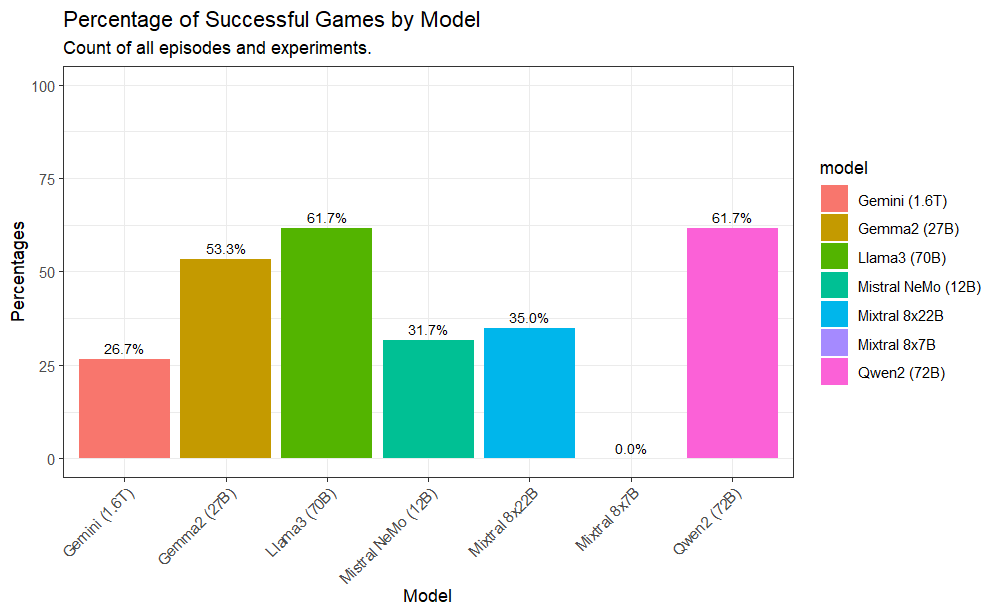 Percentage of Successful Games by Model
Count of all episodes and experiments.
Percentages
100
75
50
25
0
26.7%
53.3%
61.7%
31.7%
35.0%
0.0%
61.7%
Gemini (1.6T)
Gemma2 (27B)
Llama3 (70B)
Mistral NeMo (12B)
Mixtral 8x22B
Mixtral 8x7B
Qwen2 (72B)
Model
model
Gemini (1.6T)
Gemma2 (27B)
Llama3 (70B)
Mistral NeMo (12B)
Mixtral 8x22B
Mixtral 8x7B
Qwen2 (72B)